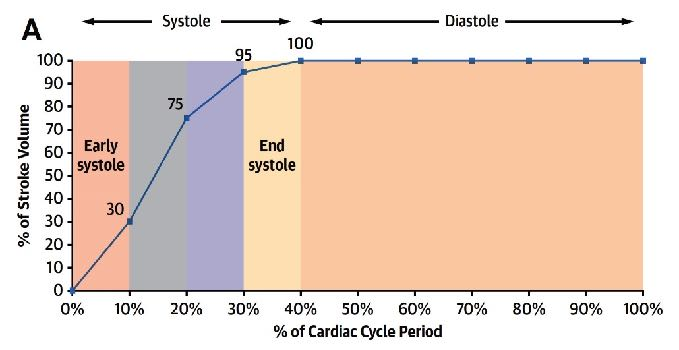 A
Systole
Diastole
% of Stroke Volume
100
90
80
70
60
50
40
30
20
10
0
30
75
95
100
Early
systole
End
systole
0% 10% 20% 30% 40% 50% 60% 70% 80% 90% 100%
% of Cardiac Cycle Period